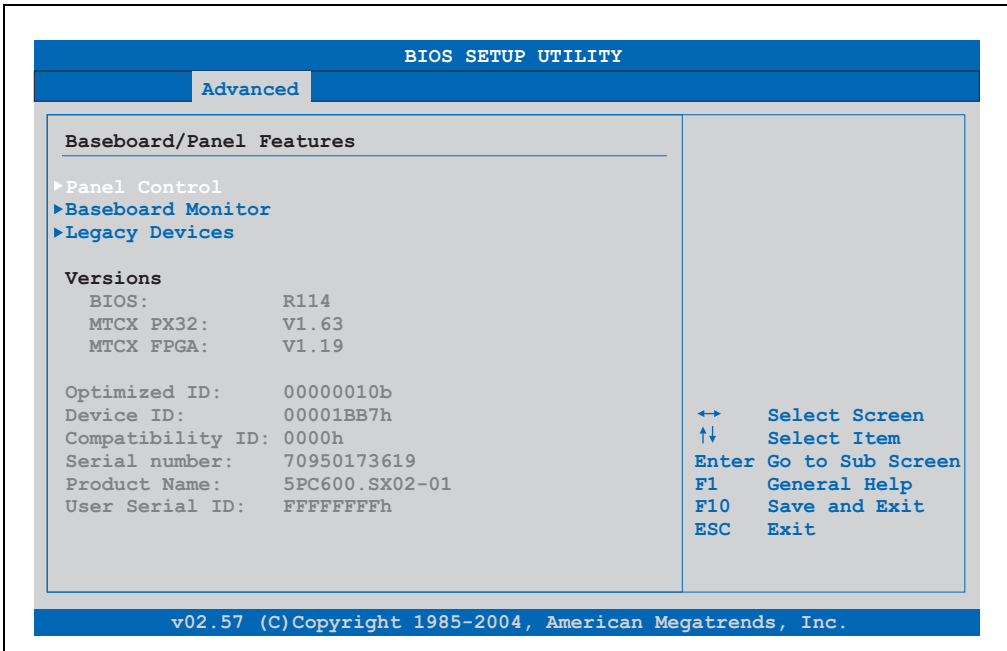 BIOS SETUP UTILITY
Advanced
Baseboard/Panel Features
▶Panel Control
▶Baseboard Monitor
▶Legacy Devices
Versions
BIOS: R114
MTCX PX32: V1.63
MTCX FPGA: V1.19
Optimized ID: 00000010b
Device ID: 00001BB7h
Compatibility ID: 0000h
Serial number: 70950173619
Product Name: 5PC600.SX02-01
User Serial ID: FFFFFFFFh
↔ Select Screen
↑↓ Select Item
Enter Go to Sub Screen
F1 General Help
F10 Save and Exit
ESC Exit
v02.57 (C)Copyright 1985-2004, American Megatrends, Inc.